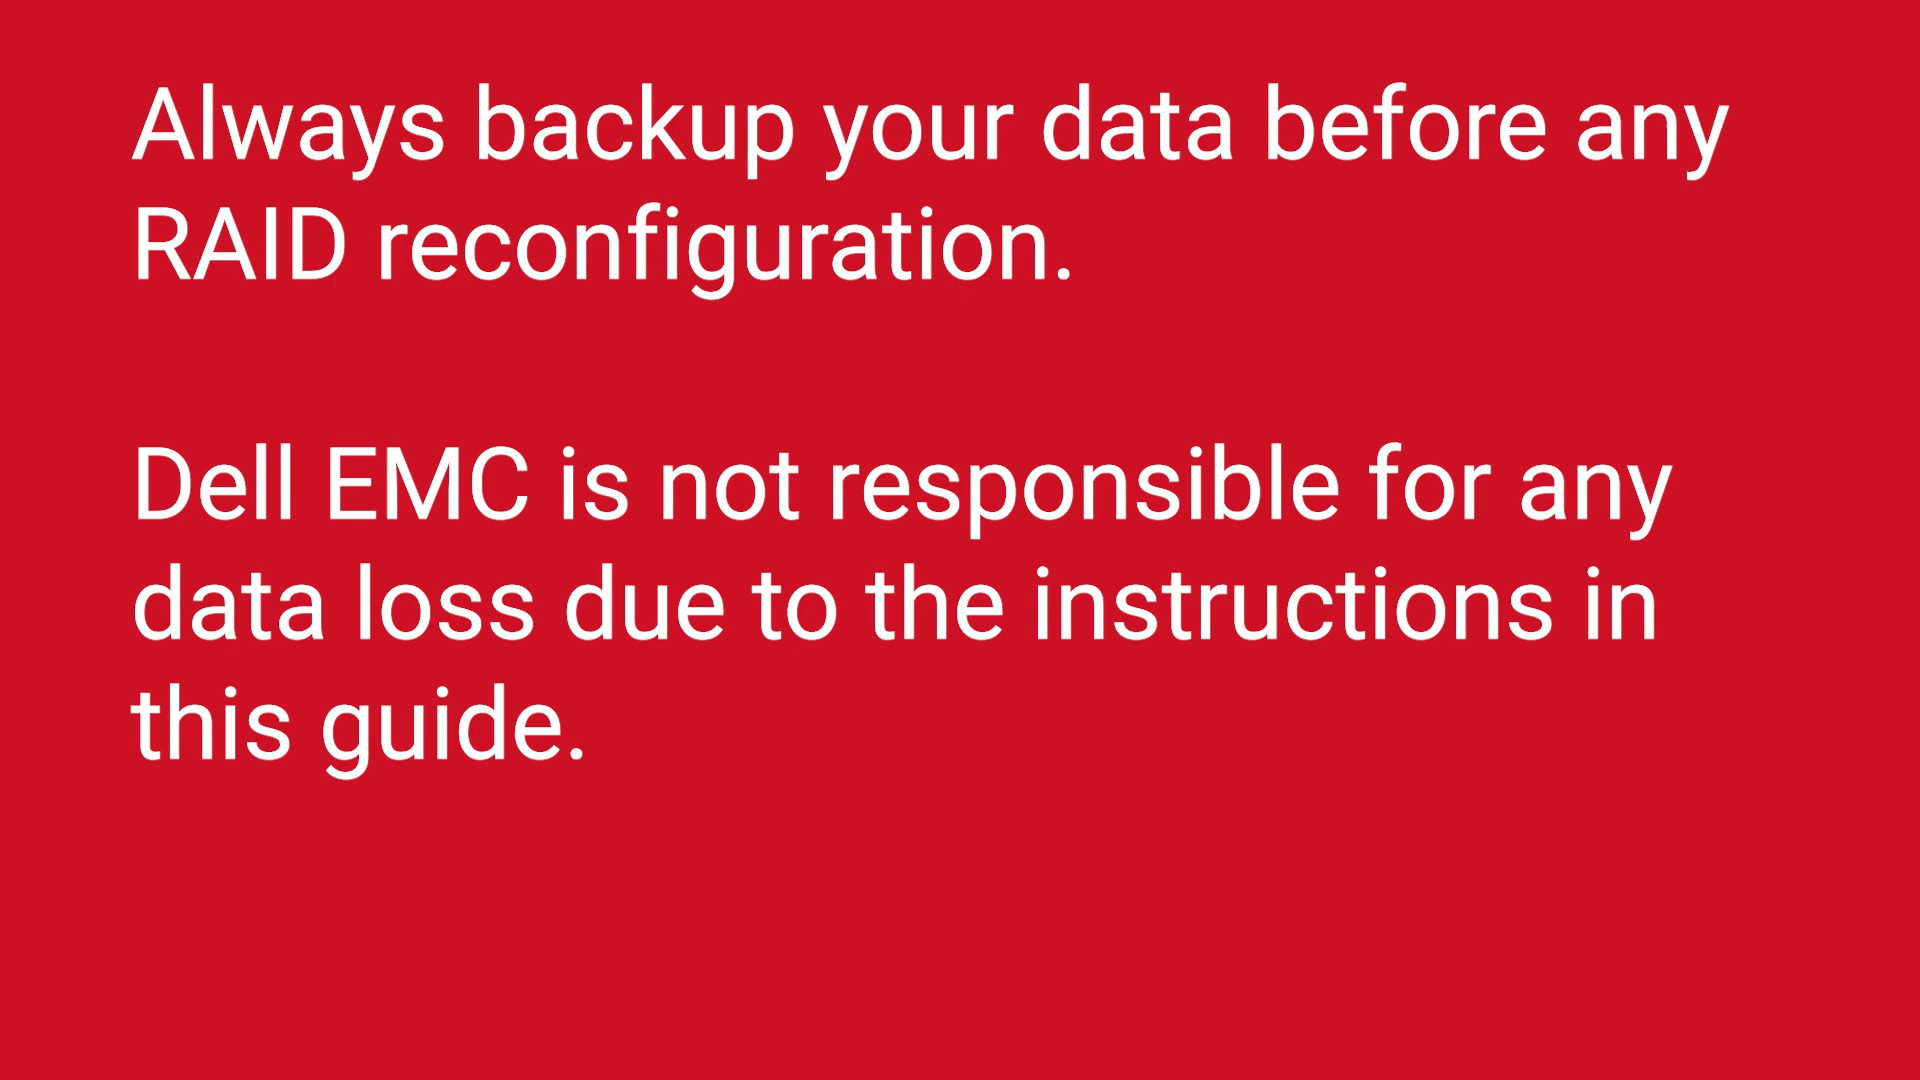 Always backup your data before any
RAID reconfiguration.
Dell EMC is not responsible for any
data loss due to the instructions in
this guide.